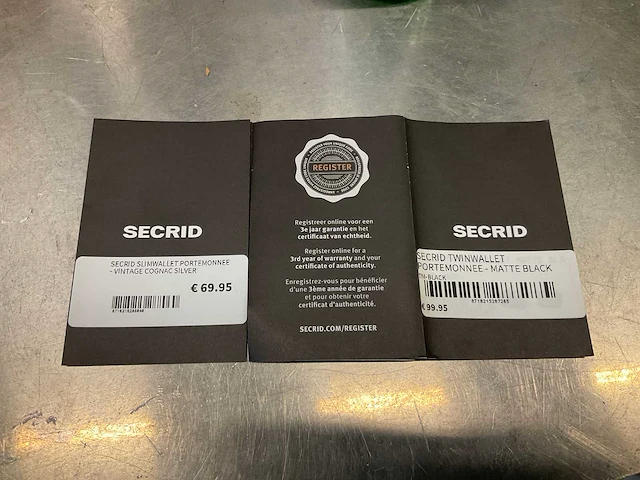 SECRID
SECRID SLIMWALLET PORTEMONNEE
- VINTAGE COGNAC SILVER
€ 69.95
REGISTER
Registreer online voor een
3e jaar garantie en het
certificaat van echtheid.
Register online for a
3rd year of warranty and your
certificate of authenticity.
Enregistrez-vous pour bénéficier
d'une 3ème année de garantie
et pour obtenir votre
certificat d'authenticité.
SECRID.COM/REGISTER
SECRID
SECRID TWINWALLET
PORTEMONNEE - MATTE BLACK
TM-BLACK
8718215287285
€ 99.95